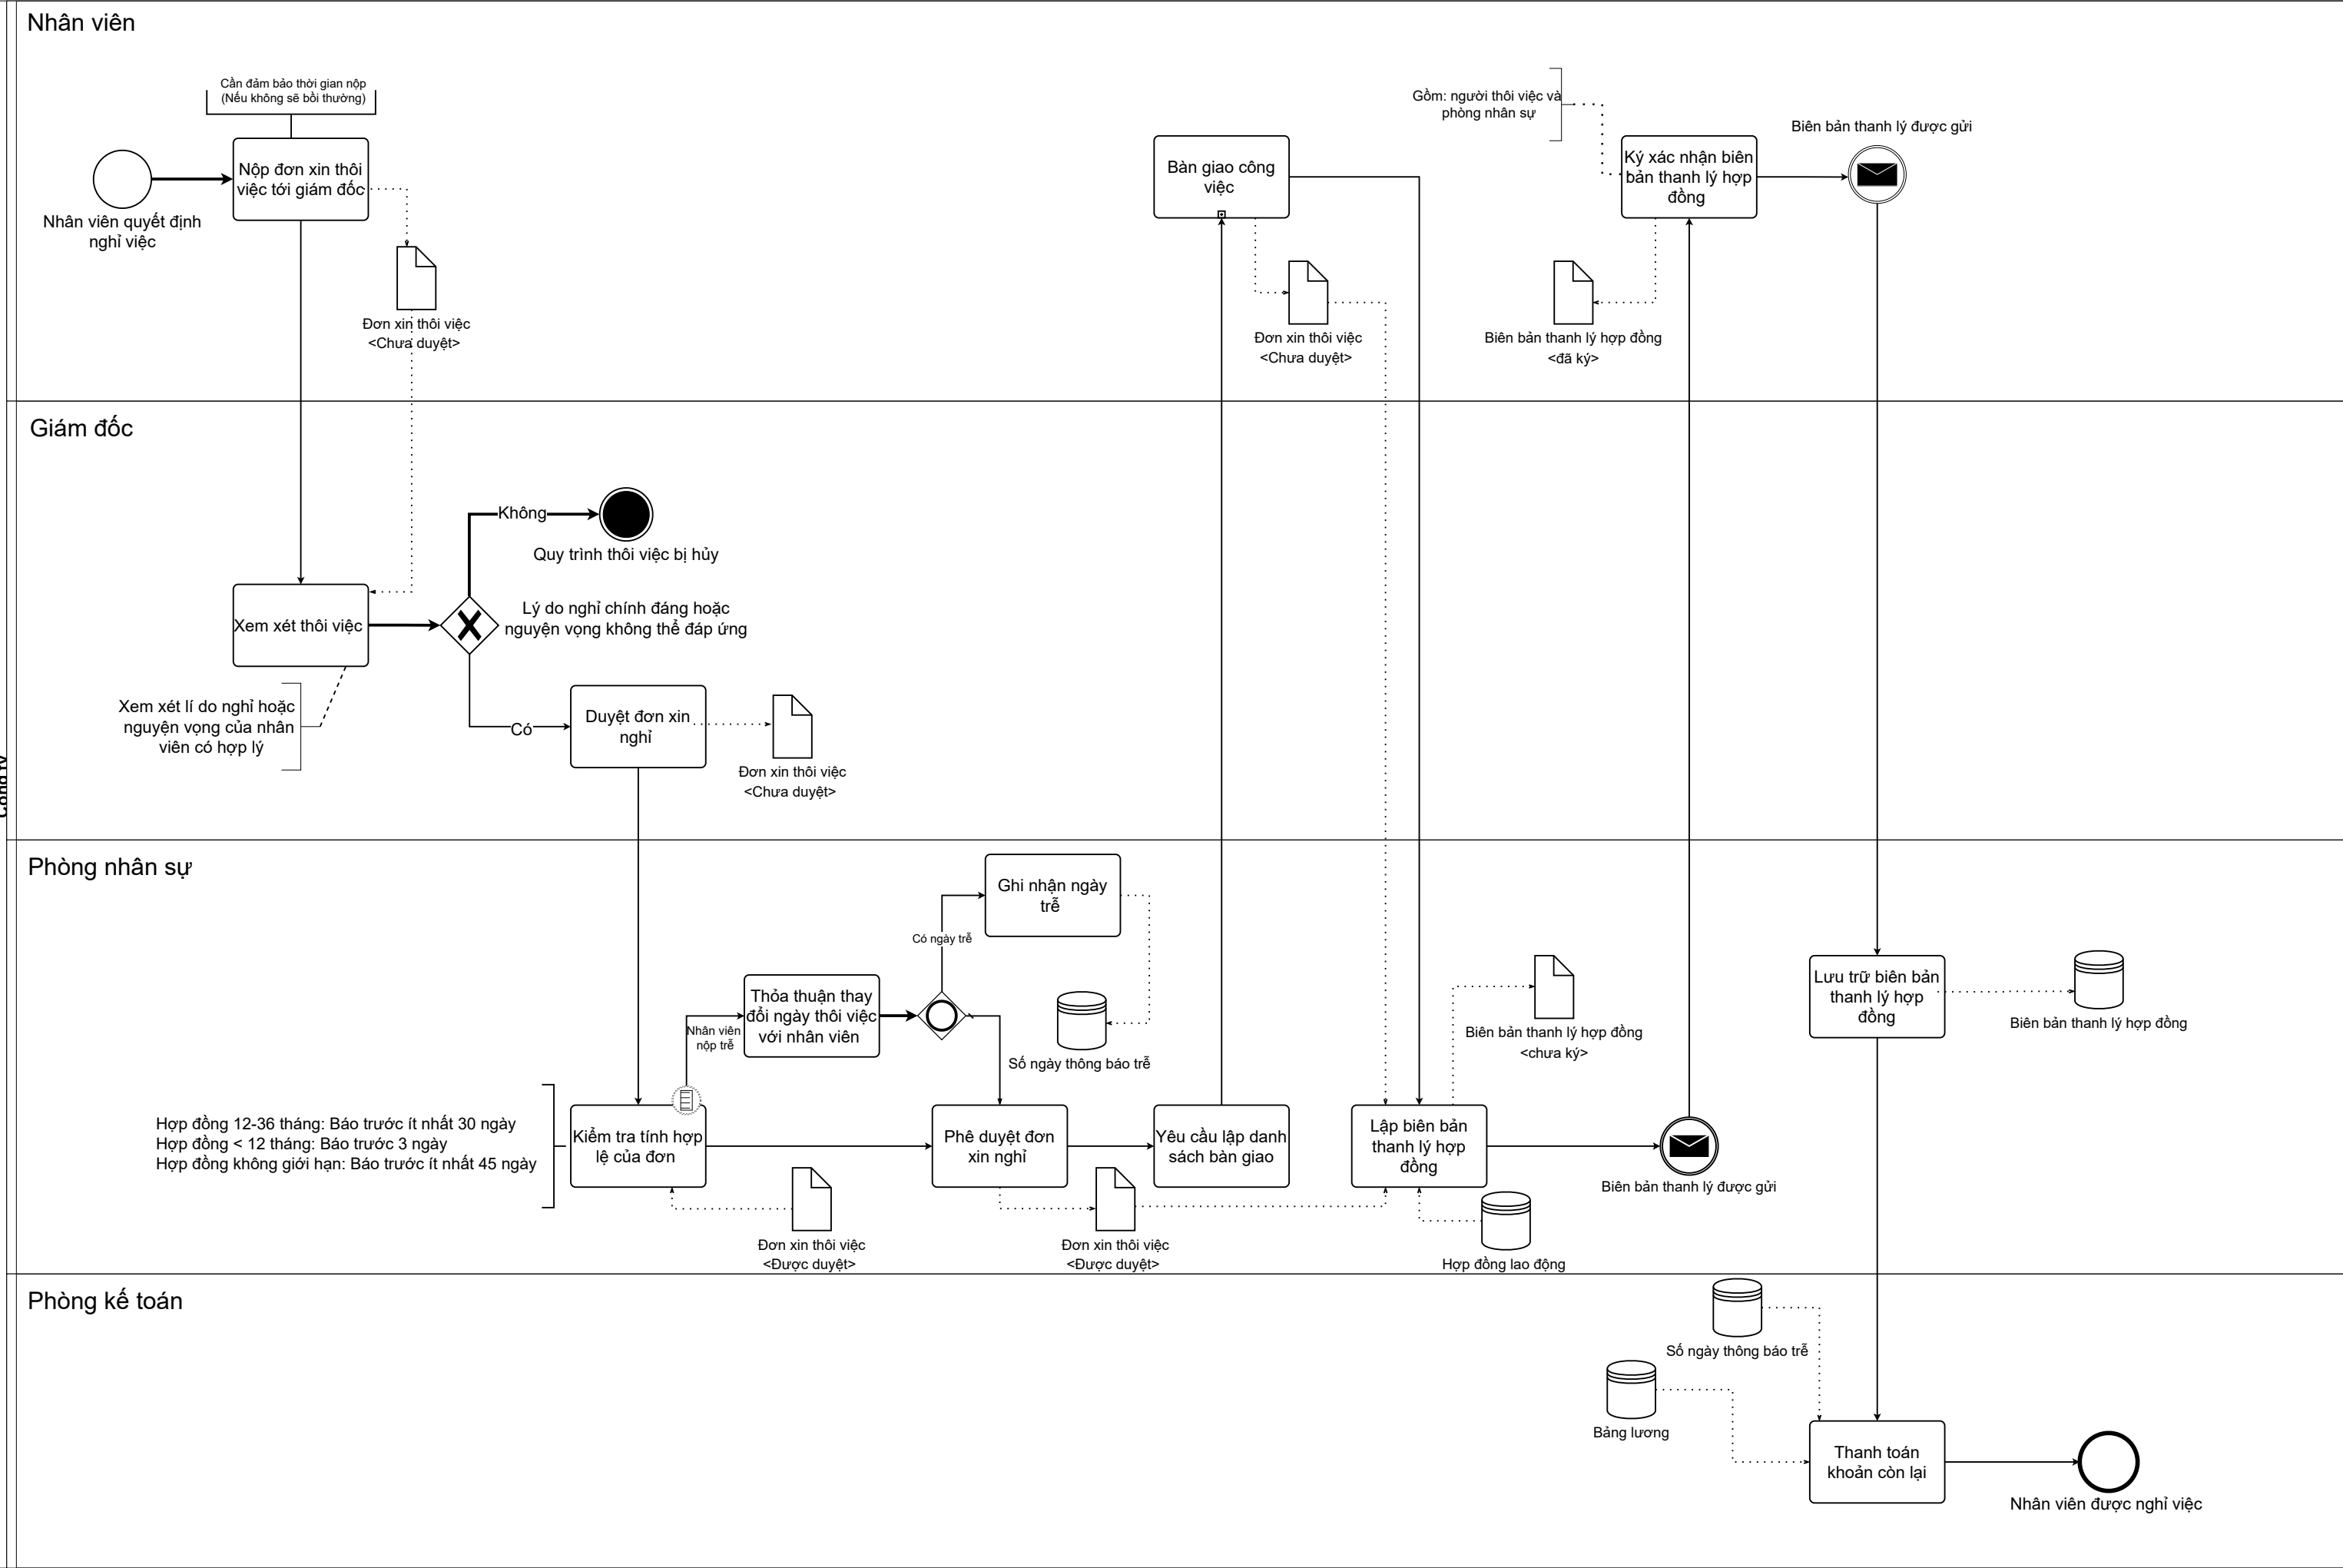 Nhân viên
Cần đảm bảo thời gian nộp
(Nếu không sẽ bồi thường)
Nộp đơn xin thôi
việc tới giám đốc
Nhân viên quyết định
nghỉ việc
Đơn xin thôi việc
<Chưa duyệt>
Bàn giao công
việc
Đơn xin thôi việc
<Chưa duyệt>
Gồm: người thôi việc và
phòng nhân sự
Ký xác nhận biên
bản thanh lý hợp
đồng
Biên bản thanh lý hợp đồng
<đã ký>
Biên bản thanh lý được gửi
Giám đốc
Không
Quy trình thôi việc bị hủy
Xem xét thôi việc
Lý do nghỉ chính đáng hoặc
nguyện vọng không thể đáp ứng
Xem xét lí do nghỉ hoặc
nguyện vọng của nhân
viên có hợp lý
Có
Duyệt đơn xin
nghỉ
Đơn xin thôi việc
<Chưa duyệt>
Phòng nhân sự
Ghi nhận ngày
trễ
Có ngày trễ
Thỏa thuận thay
đổi ngày thôi việc
với nhân viên
Nhân viên
nộp trễ
Số ngày thông báo trễ
Hợp đồng 12-36 tháng: Báo trước ít nhất 30 ngày
Hợp đồng < 12 tháng: Báo trước 3 ngày
Hợp đồng không giới hạn: Báo trước ít nhất 45 ngày
Kiểm tra tính hợp
lệ của đơn
Phê duyệt đơn
xin nghỉ
Yêu cầu lập danh
sách bàn giao
Lập biên bản
thanh lý hợp
đồng
Biên bản thanh lý hợp đồng
<chưa ký>
Biên bản thanh lý được gửi
Lưu trữ biên bản
thanh lý hợp
đồng
Biên bản thanh lý hợp đồng
Đơn xin thôi việc
<Được duyệt>
Đơn xin thôi việc
<Được duyệt>
Hợp đồng lao động
Phòng kế toán
Số ngày thông báo trễ
Bảng lương
Thanh toán
khoản còn lại
Nhân viên được nghỉ việc